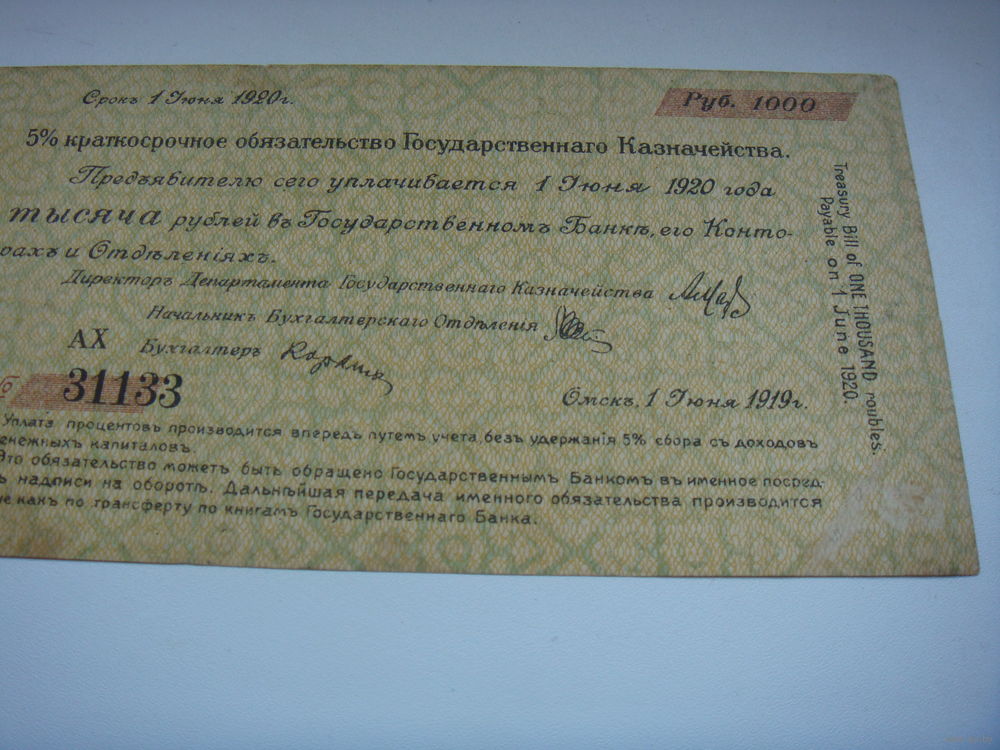 Срокъ 1 Іюня 1920г.
Руб. 1000
5% краткосрочное обязательство Государственнаго Казначейства.
Предъявителю сего уплачивается 1 Іюня 1920 года
тысяча рублей въ Государственномъ Банкѣ, его Конто-
рахъ и Отдѣленіяхъ.
Директоръ Департамента Государственнаго Казначейства
Начальникъ Бухгалтерскаго Отдѣленія
АХ Бухгалтеръ
31133
Омскъ, 1 Іюня 1919г.
Уплата процентовъ производится впередъ путемъ учета, безъ удержанія 5% сбора съ доходовъ
енежныхъ капиталовъ.
Это обязательство можетъ быть обращено Государственнымъ Банкомъ въ именное посред-
ъ надписи на оборотѣ. Дальнѣйшая передача именного обязательства производится
не какъ по трансферту по книгамъ Государственнаго Банка.
Treasury Bill of ONE THOUSAND roubles.
Payable on 1 June 1920.